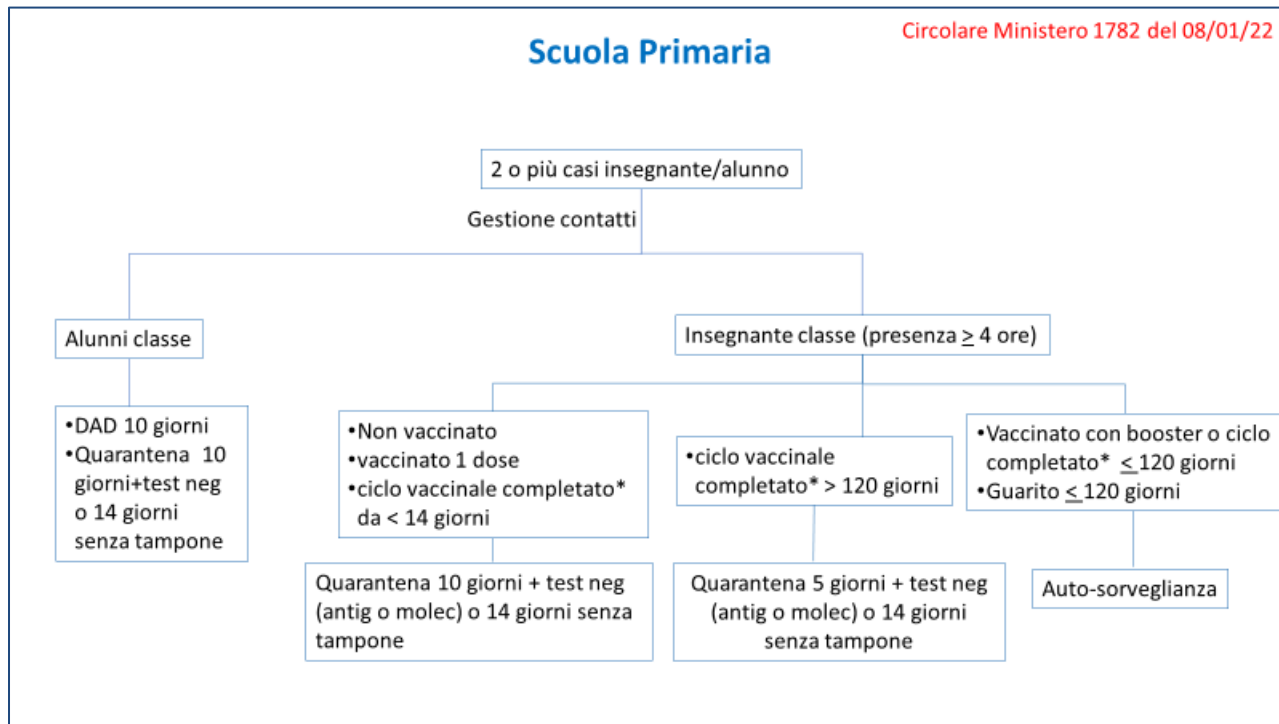 Circolare Ministero 1782 del 08/01/22
Scuola Primaria
2 o più casi insegnante/alunno
Gestione contatti
Alunni classe
Insegnante classe (presenza ≥ 4 ore)
•DAD 10 giorni
•Quarantena 10
giorni+test neg
o 14 giorni
senza tampone
•Non vaccinato
•vaccinato 1 dose
•ciclo vaccinale completato*
da < 14 giorni
•ciclo vaccinale
completato* > 120 giorni
•Vaccinato con booster o ciclo
completato* ≤ 120 giorni
•Guarito ≤ 120 giorni
Quarantena 10 giorni + test neg
(antig o molec) o 14 giorni senza
tampone
Quarantena 5 giorni + test neg
(antig o molec) o 14 giorni
senza tampone
Auto-sorveglianza